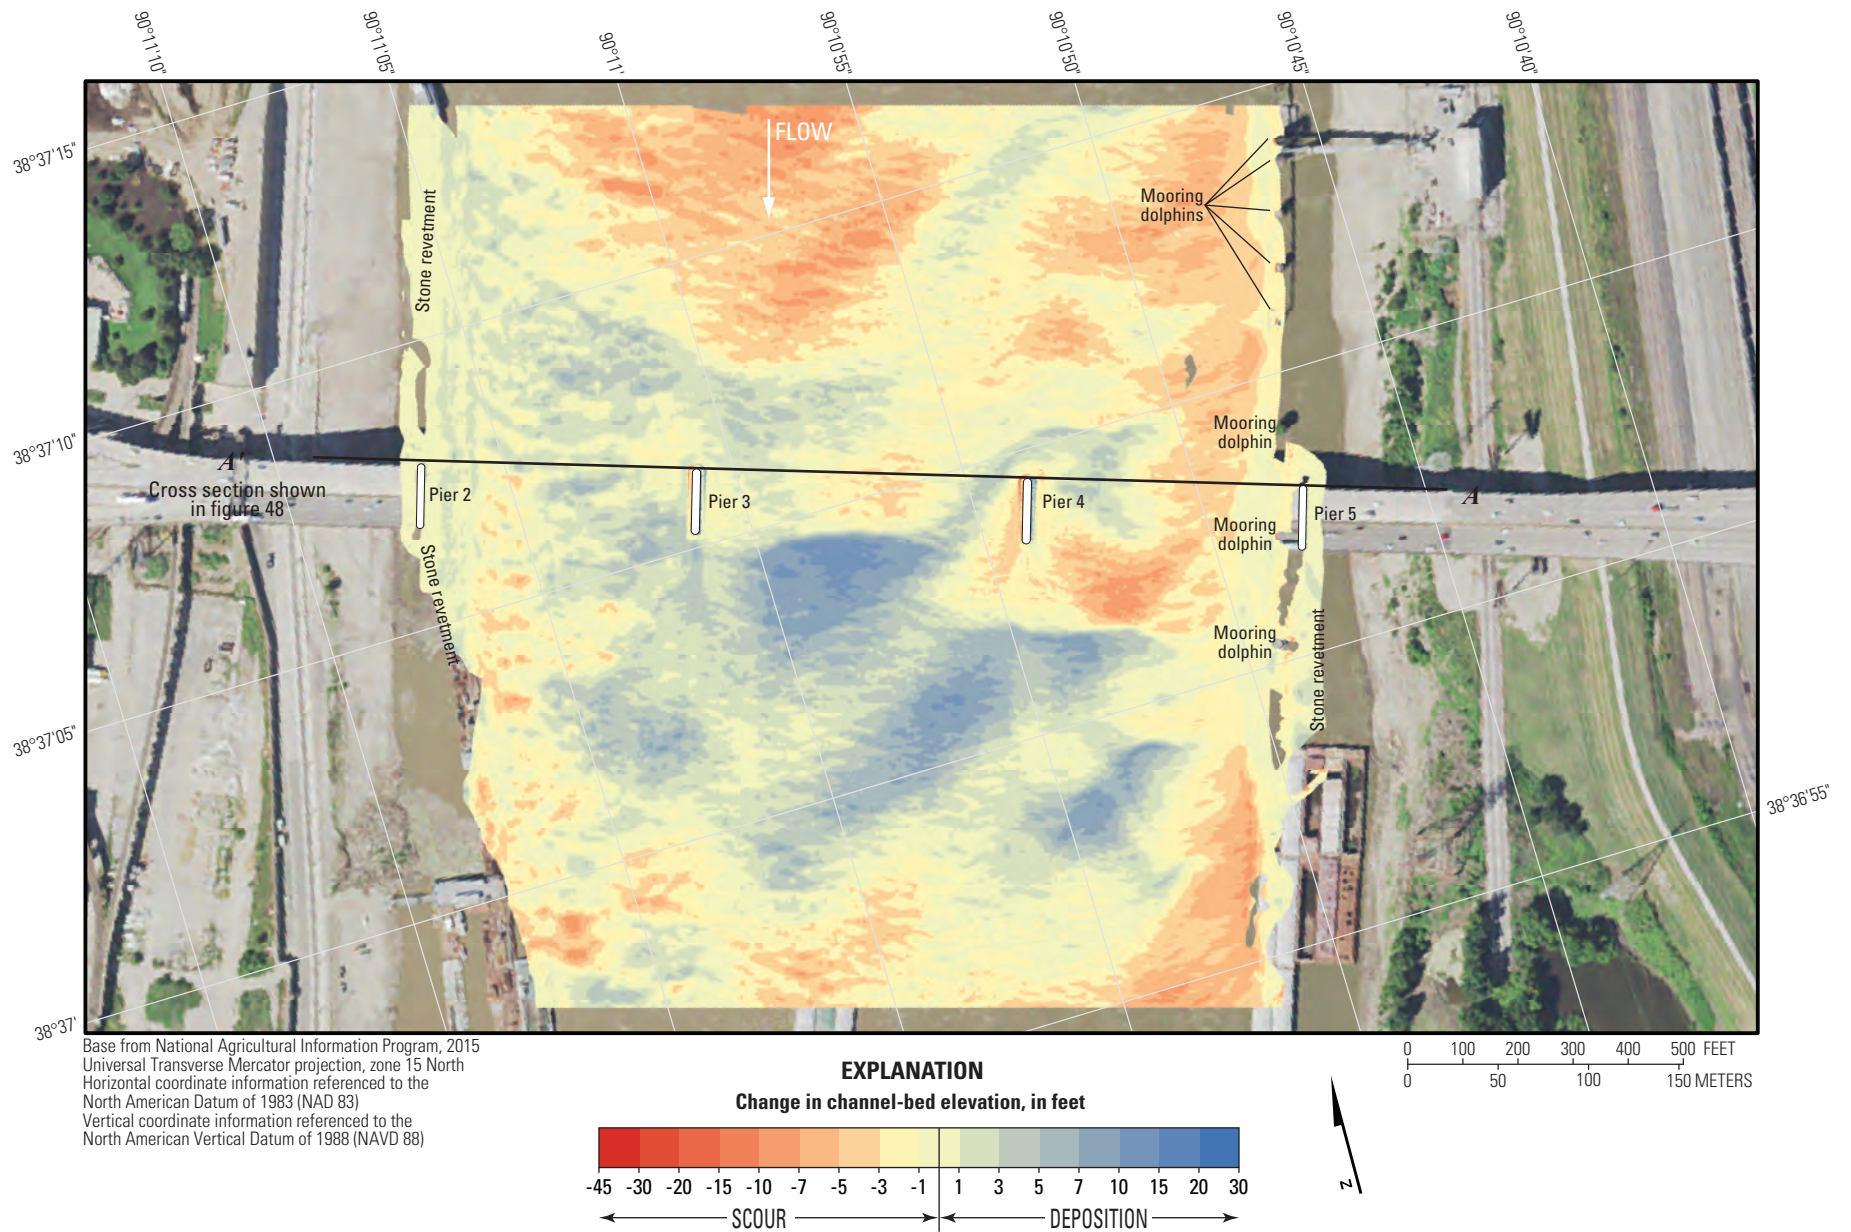 90°11'10"
90°11'05"
90°11'
90°10'55"
90°10'50"
90°10'45"
90°10'40"
38°37'15"
38°37'10"
38°37'05"
38°37'
38°36'55"
FLOW
Stone revetment
Mooring
dolphins
Mooring
dolphin
A'
Cross section shown
in figure 48
Pier 2
Pier 3
Pier 4
Pier 5
A
Mooring
dolphin
Stone revetment
Mooring
dolphin
Stone revetment
Base from National Agricultural Information Program, 2015
Universal Transverse Mercator projection, zone 15 North
Horizontal coordinate information referenced to the
North American Datum of 1983 (NAD 83)
Vertical coordinate information referenced to the
North American Vertical Datum of 1988 (NAVD 88)
EXPLANATION
Change in channel-bed elevation, in feet
-45 -30 -20 -15 -10 -7 -5 -3 -1 1 3 5 7 10 15 20 30
SCOUR DEPOSITION
0 100 200 300 400 500 FEET
0 50 100 150 METERS
N